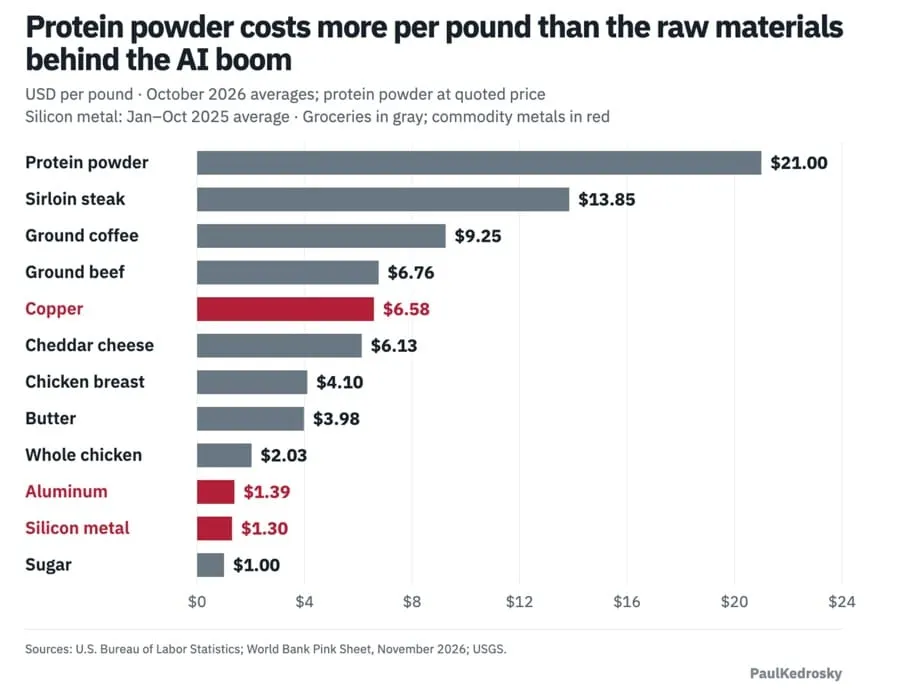 Protein powder costs more per pound than the raw materials
behind the AI boom
USD per pound · October 2026 averages; protein powder at quoted price
Silicon metal: Jan–Oct 2025 average · Groceries in gray; commodity metals in red
Protein powder $21.00
Sirloin steak $13.85
Ground coffee $9.25
Ground beef $6.76
Copper $6.58
Cheddar cheese $6.13
Chicken breast $4.10
Butter $3.98
Whole chicken $2.03
Aluminum $1.39
Silicon metal $1.30
Sugar $1.00
$0 $4 $8 $12 $16 $20 $24
Sources: U.S. Bureau of Labor Statistics; World Bank Pink Sheet, November 2026; USGS.
PaulKedrosky